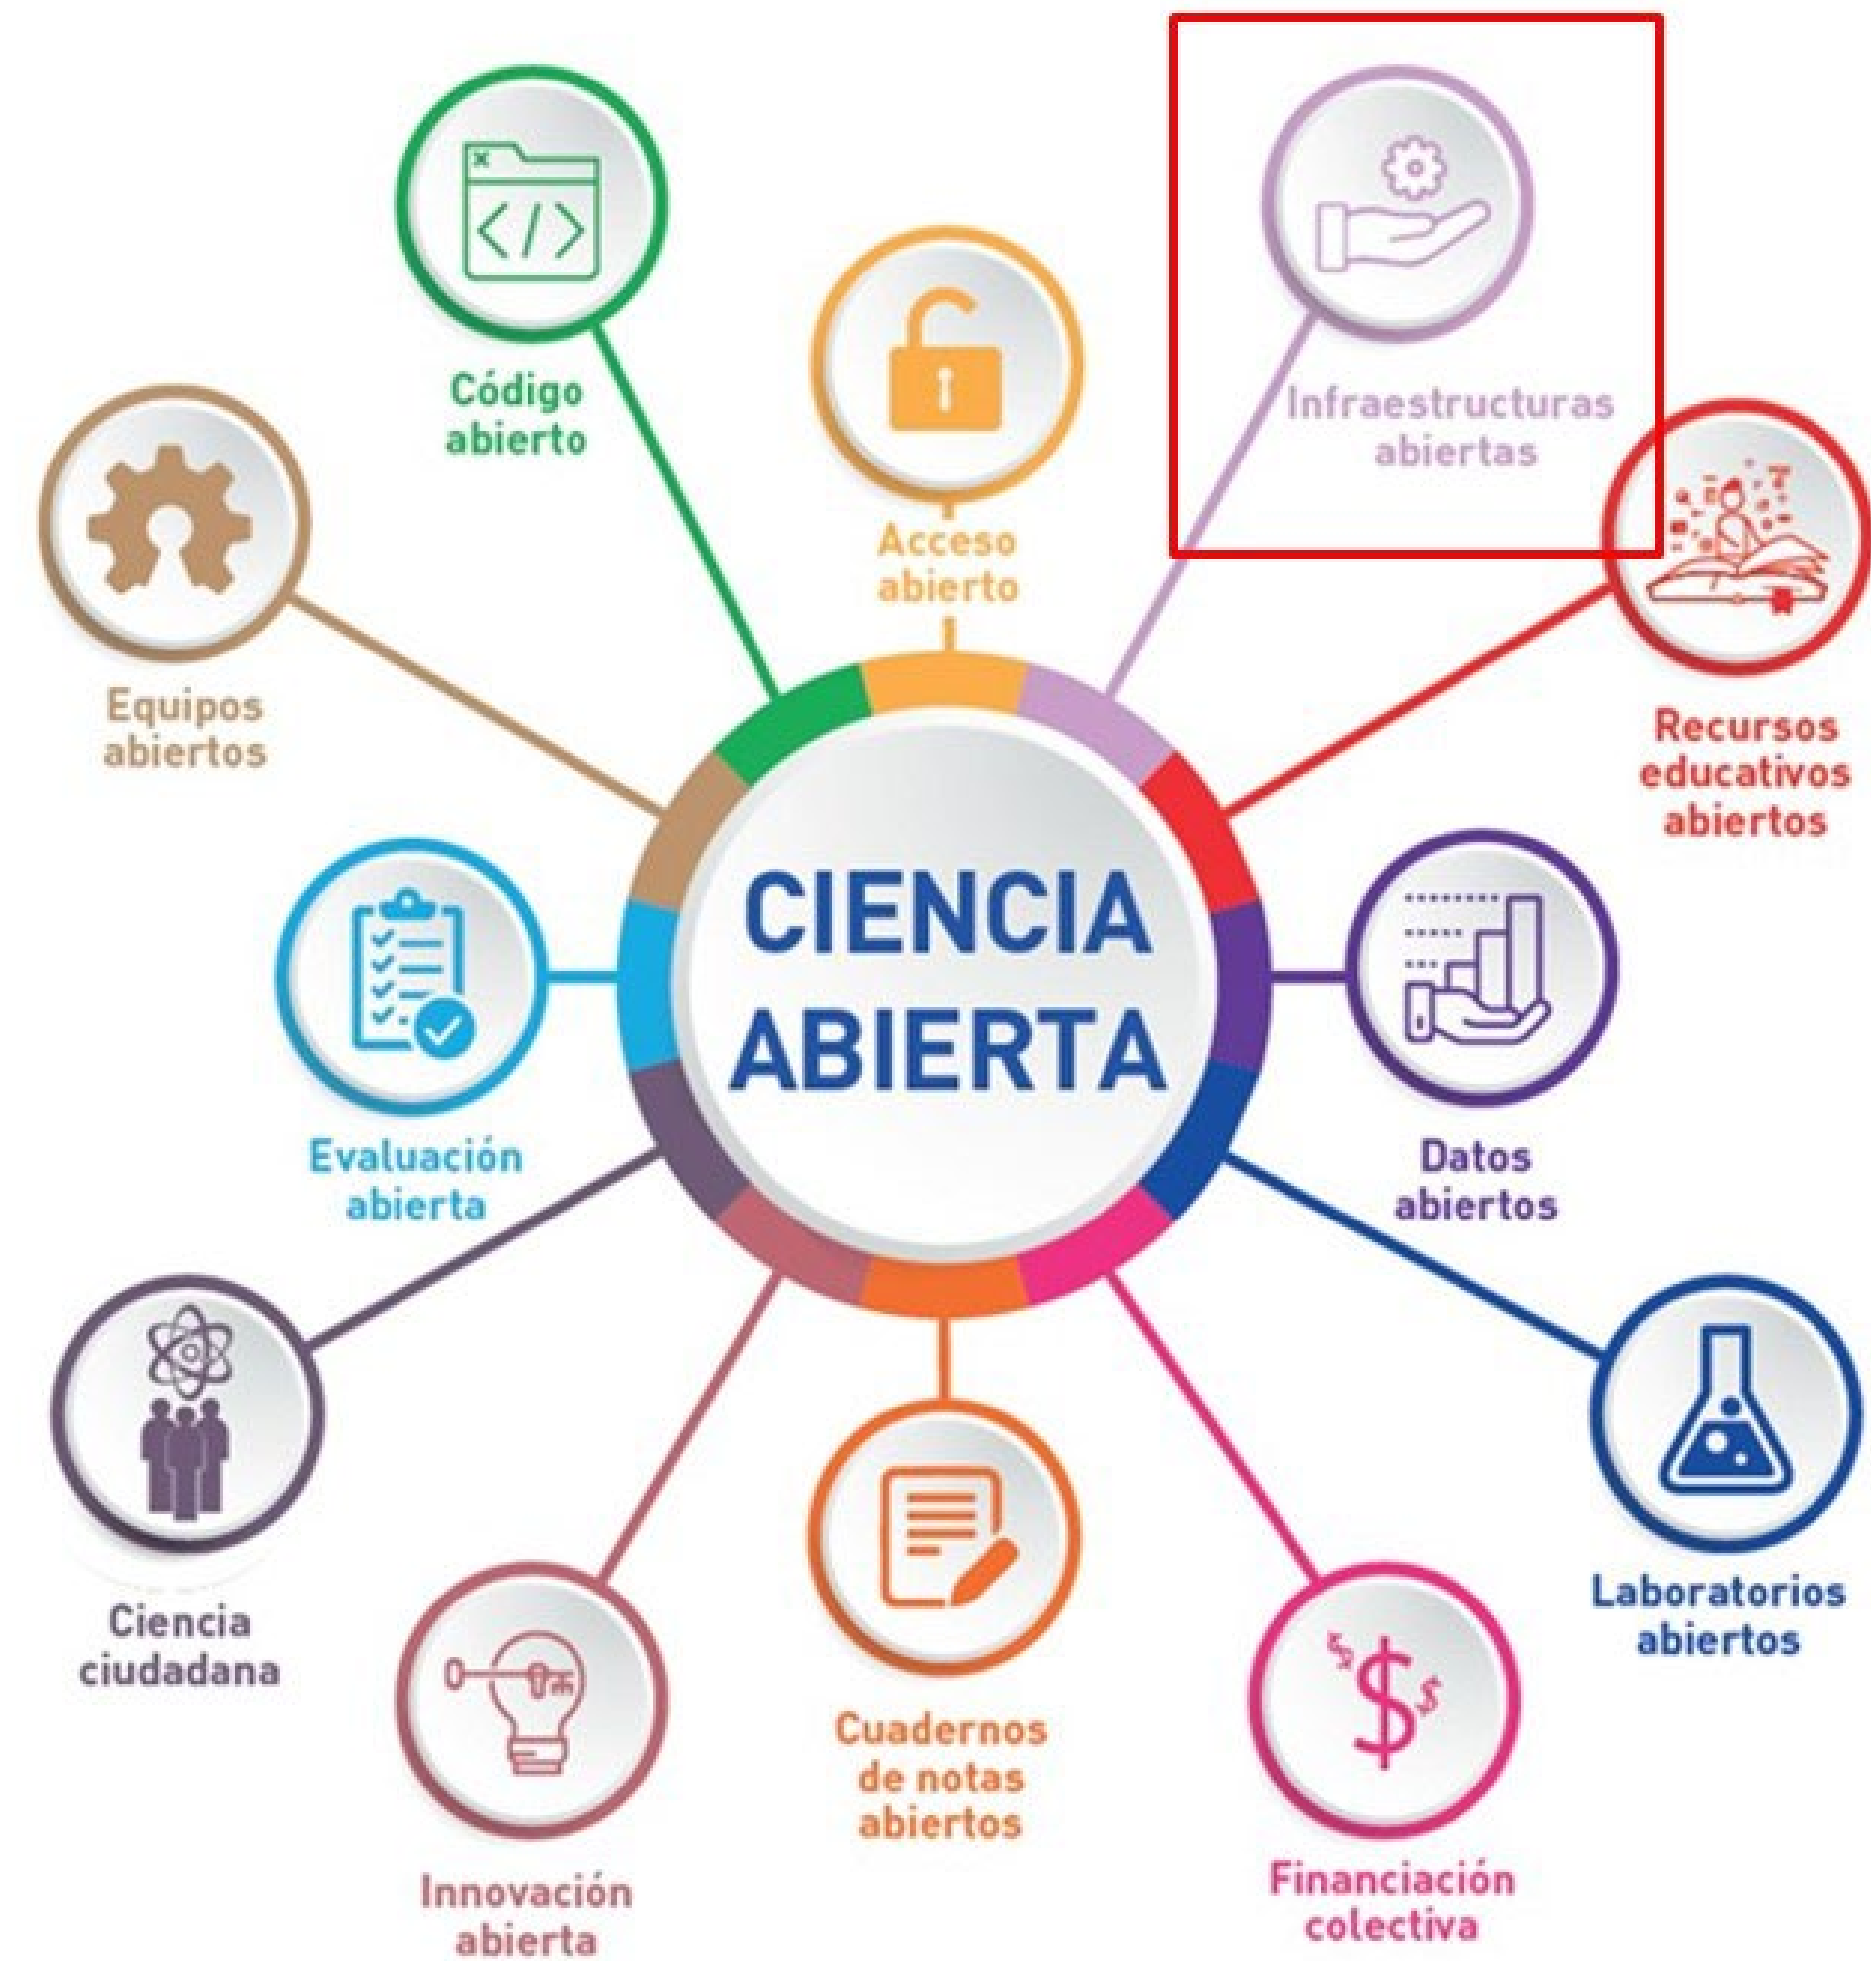 Código
abierto
Acceso
abierto
Infraestructuras
abiertas
Equipos
abiertos
Recursos
educativos
abiertos
CIENCIA
ABIERTA
Evaluación
abierta
Datos
abiertos
Ciencia
ciudadana
Laboratorios
abiertos
Innovación
abierta
Cuadernos
de notas
abiertos
Financiación
colectiva